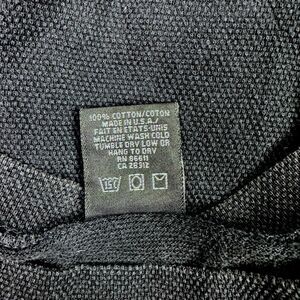 100% COTTON/COTON
MADE IN U.S.A./
FAIT EN ETATS-UNIS
MACHINE WASH COLD
TUMBLE DRY LOW OR
HANG TO DRY
RN 86611
CA 28312